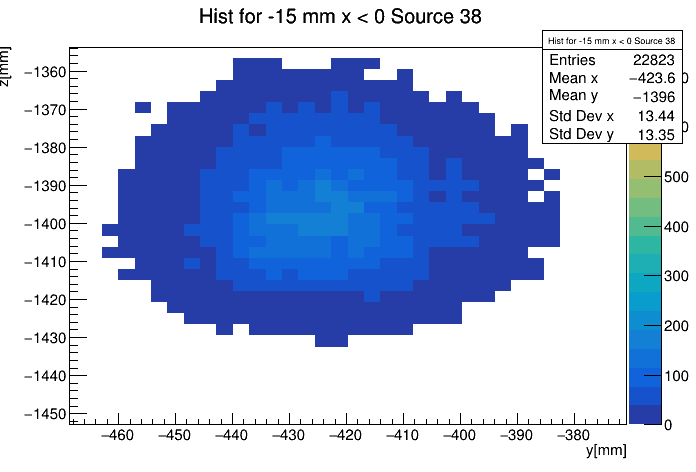 Hist for -15 mm x < 0 Source 38
z[mm]
Hist for -15 mm x < 0 Source 38
Entries 22823
Mean x −423.6
Mean y −1396
Std Dev x 13.44
Std Dev y 13.35
−1360
−1370
−1380
−1390
−1400
−1410
−1420
−1430
−1440
−1450
500
400
300
200
100
0
−460 −450 −440 −430 −420 −410 −400 −390 −380
y[mm]